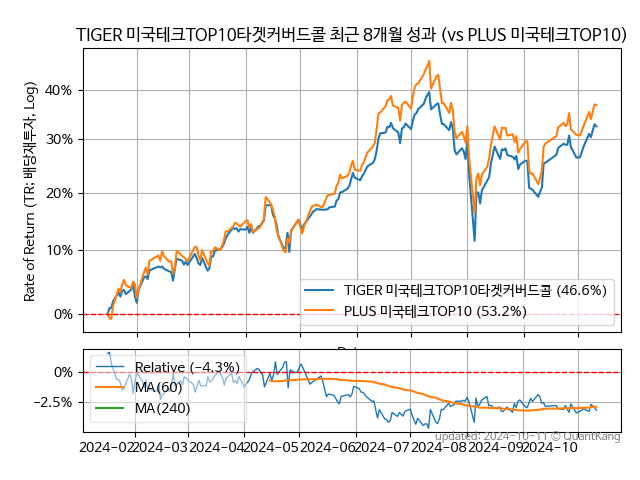 TIGER 미국테크TOP10타겟커버드콜 최근 8개월 성과 (vs PLUS 미국테크TOP10)
Rate of Return (TR: 배당재투자, Log)
40%
30%
20%
10%
0%
TIGER 미국테크TOP10타겟커버드콜 (46.6%)
PLUS 미국테크TOP10 (53.2%)
0%
−2.5%
Relative (−4.3%)
MA(60)
MA(240)
updated: 2024-10-11 © QuantKang
2024-02 2024-03 2024-04 2024-05 2024-06 2024-07 2024-08 2024-09 2024-10